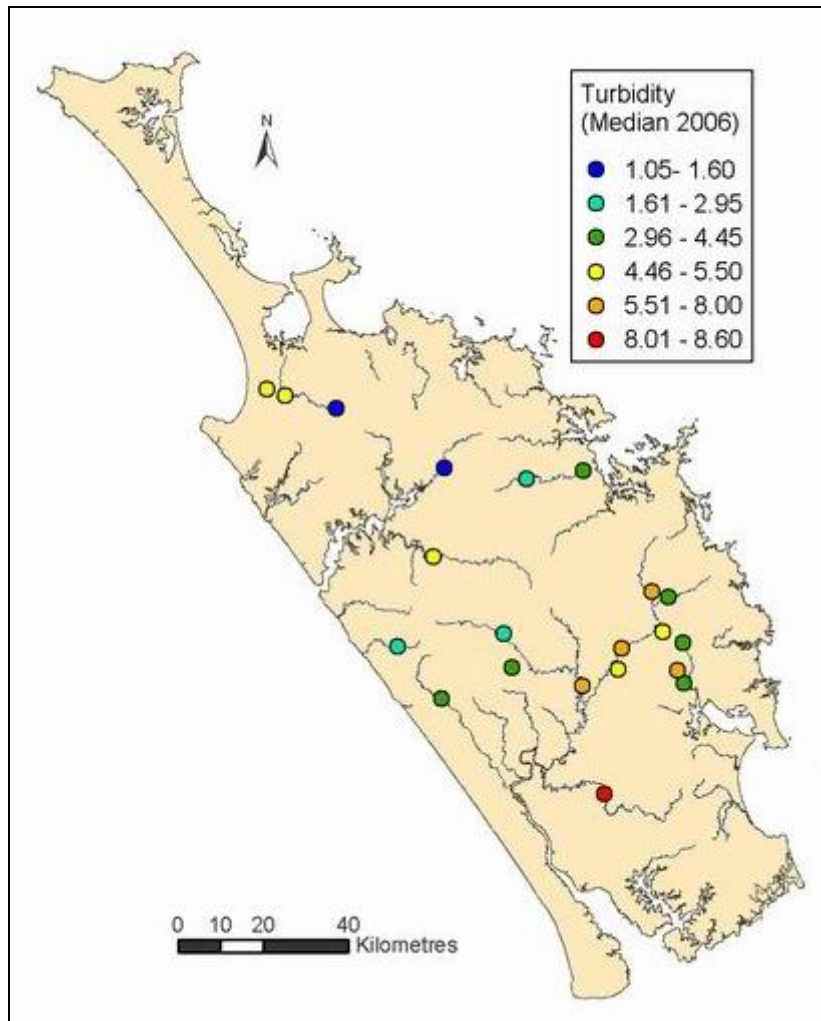 Turbidity
(Median 2006)
1.05- 1.60
1.61 - 2.95
2.96 - 4.45
4.46 - 5.50
5.51 - 8.00
8.01 - 8.60
N
0 10 20 40
Kilometres